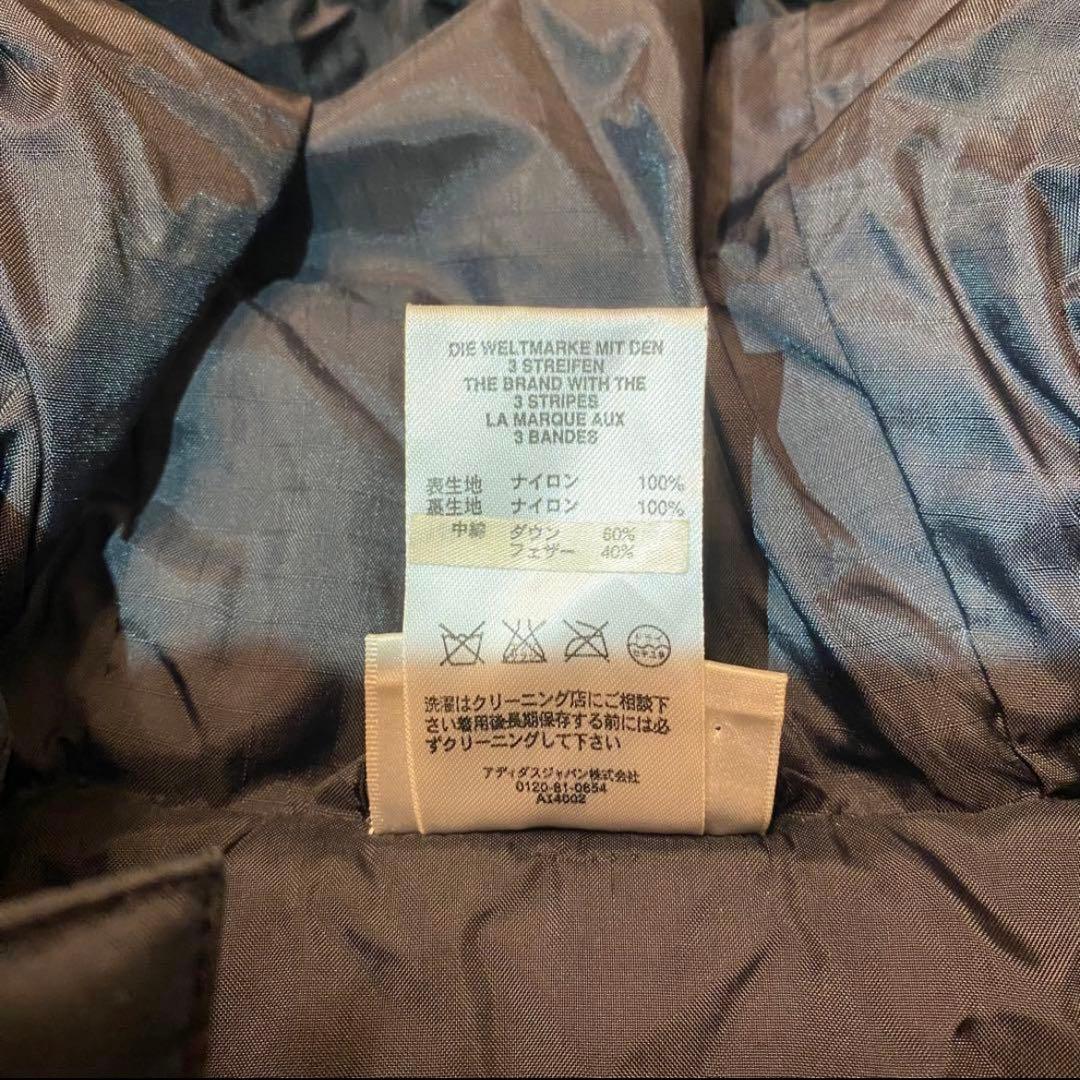 DIE WELTMARKE MIT DEN
3 STREIFEN
THE BRAND WITH THE
3 STRIPES
LA MARQUE AUX
3 BANDES
表生地 ナイロン 100%
裏生地 ナイロン 100%
中綿 ダウン 60%
フェザー 40%
洗濯はクリーニング店にご相談下
さい着用後長期保存する前には必
ずクリーニングして下さい
アディダスジャパン株式会社
0120-81-0654
AI4002